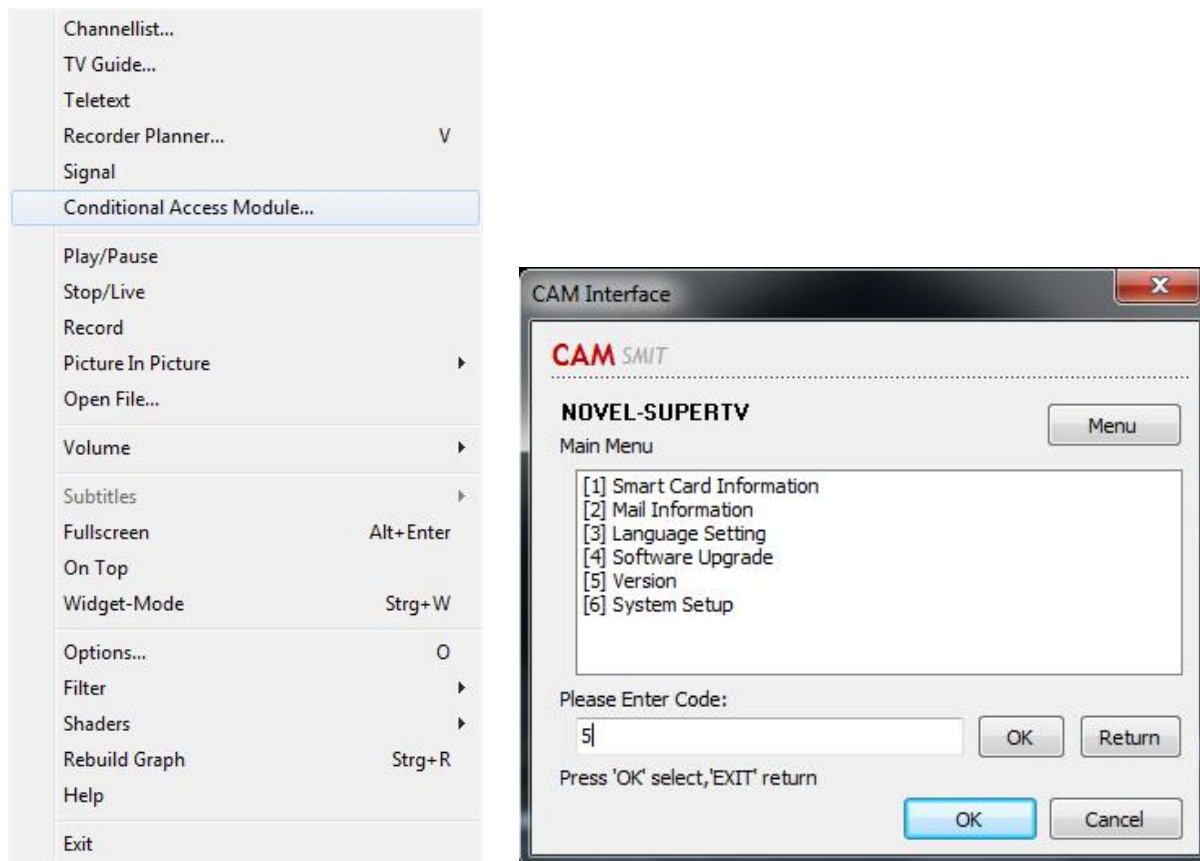 Channellist...
TV Guide...
Teletext
Recorder Planner... V
Signal
Conditional Access Module...
Play/Pause
Stop/Live
Record
Picture In Picture
Open File...
Volume
Subtitles
Fullscreen Alt+Enter
On Top
Widget-Mode Strg+W
Options... O
Filter
Shaders
Rebuild Graph Strg+R
Help
Exit
CAM Interface
CAM SMIT
NOVEL-SUPERTV
Menu
Main Menu
[1] Smart Card Information
[2] Mail Information
[3] Language Setting
[4] Software Upgrade
[5] Version
[6] System Setup
Please Enter Code:
5 OK Return
Press 'OK' select,'EXIT' return
OK Cancel